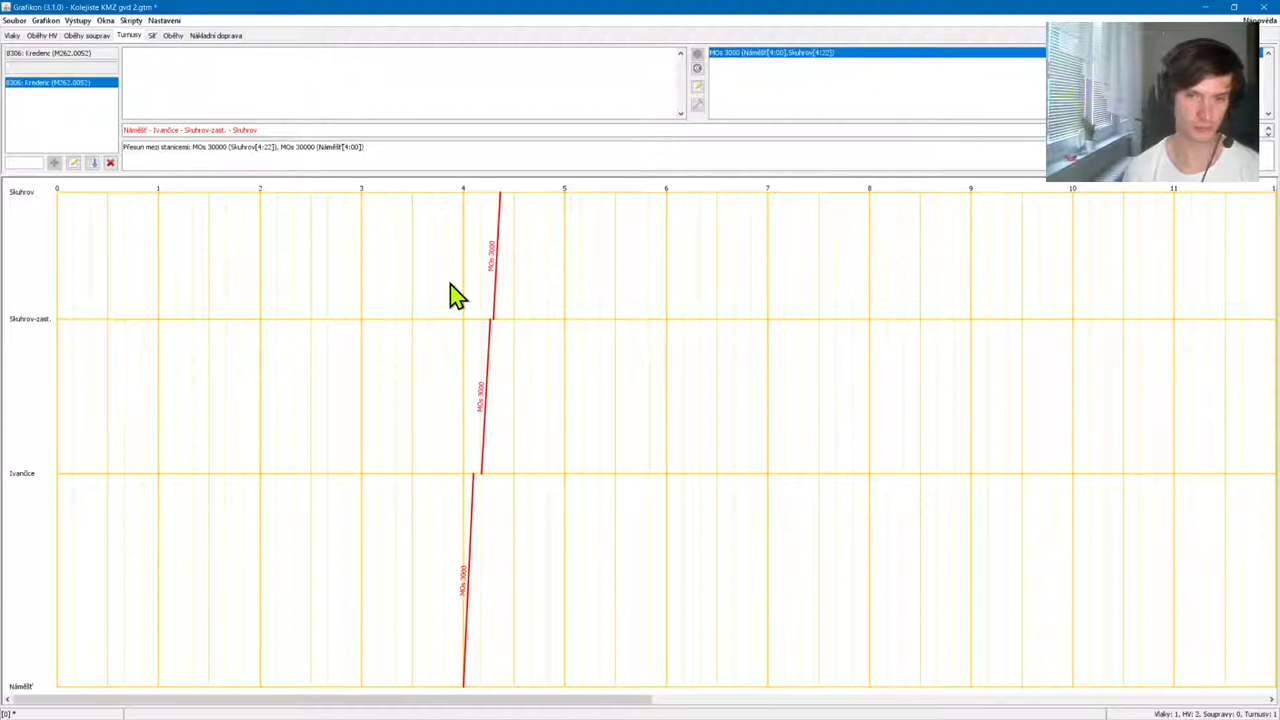 Grafikon (3.1.0) - Kolejiste KMZ gvd 2.gtm *
Soubor Grafikon Výstupy Okna Skripty Nastavení Nápověda
Vlaky Oběhy HV Oběhy souprav Turnusy Síť Oběhy Nákladní doprava
8306: Kredenc (M262.0052)
MOs 3000 (Náměšť[4:00],Skuhrov[4:22])
8306: Kredenc (M262.0052)
Náměšť - Ivančice - Skuhrov-zast. - Skuhrov
Přesun mezi stanicemi: MOs 30000 (Skuhrov[4:22]), MOs 30000 (Náměšť[4:00])
0 1 2 3 4 5 6 7 8 9 10 11
Skuhrov
MOs 3000
Skuhrov-zast.
MOs 3000
Ivančice
MOs 3000
Náměšť
[0] *
Vlaky: 1, HV: 2, Soupravy: 0, Turnusy: 1